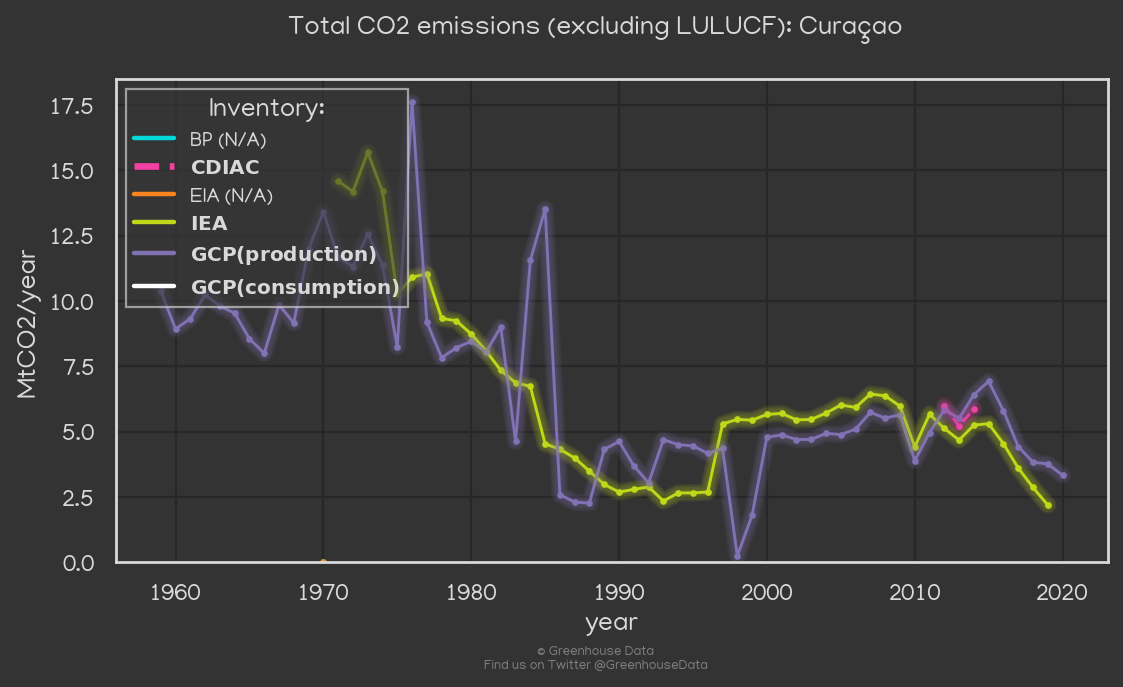 Total CO2 emissions (excluding LULUCF): Curaçao
Inventory:
BP (N/A)
CDIAC
EIA (N/A)
IEA
GCP(production)
GCP(consumption)
MtCO2/year
17.5
15.0
12.5
10.0
7.5
5.0
2.5
0.0
1960 1970 1980 1990 2000 2010 2020
year
© Greenhouse Data
Find us on Twitter @GreenhouseData